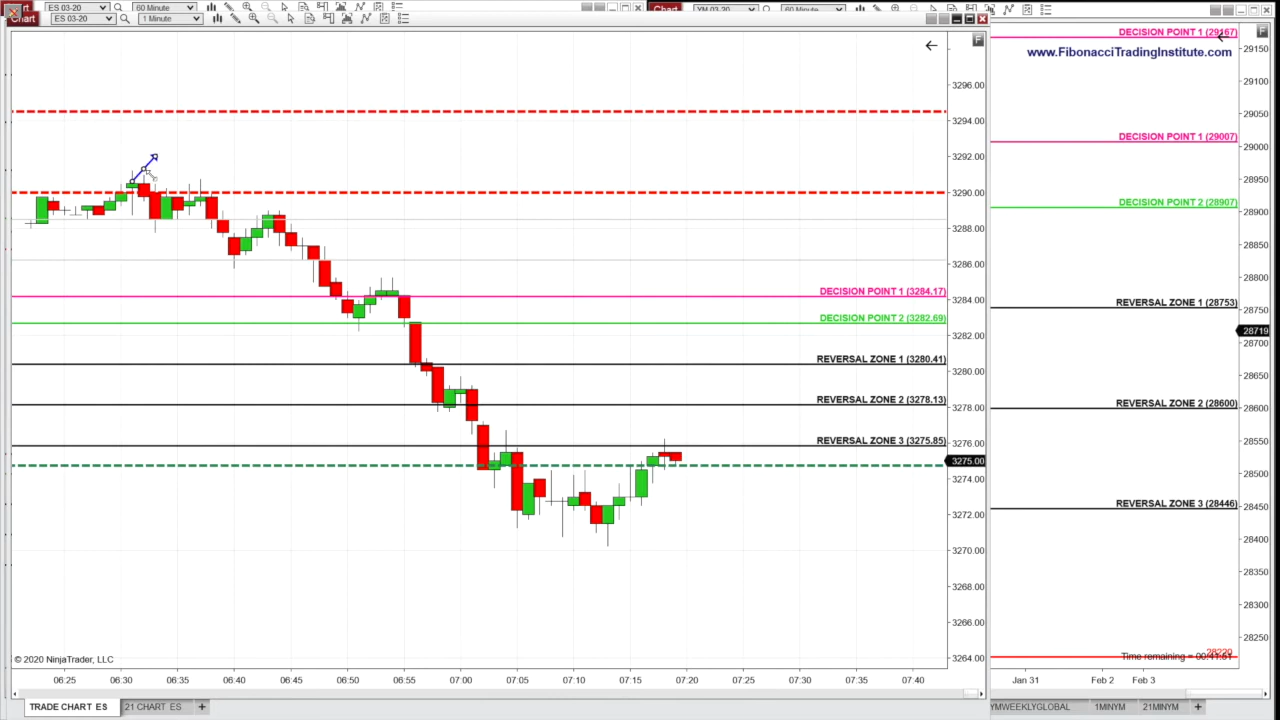 Chart
ES 03-20
60 Minute
Chart
YM 03-20
60 Minute
Chart
ES 03-20
1 Minute
F
F
3296.00
3294.00
3292.00
3290.00
3288.00
3286.00
3284.00
3282.00
3280.00
3278.00
3276.00
3275.00
3274.00
3272.00
3270.00
3268.00
3266.00
3264.00
DECISION POINT 1 (3284.17)
DECISION POINT 2 (3282.69)
REVERSAL ZONE 1 (3280.41)
REVERSAL ZONE 2 (3278.13)
REVERSAL ZONE 3 (3275.85)
© 2020 NinjaTrader, LLC
06:25
06:30
06:35
06:40
06:45
06:50
06:55
07:00
07:05
07:10
07:15
07:20
07:25
07:30
07:35
07:40
TRADE CHART ES
21 CHART ES
+
DECISION POINT 1 (29167)
www.FibonacciTradingInstitute.com
DECISION POINT 1 (29007)
DECISION POINT 2 (28907)
REVERSAL ZONE 1 (28753)
REVERSAL ZONE 2 (28600)
REVERSAL ZONE 3 (28446)
29150
29100
29050
29000
28950
28900
28850
28800
28750
28719
28700
28650
28600
28550
28500
28450
28400
28350
28300
28250
Jan 31
Feb 2
Feb 3
YMWEEKLYGLOBAL
1MINYM
21MINYM
+